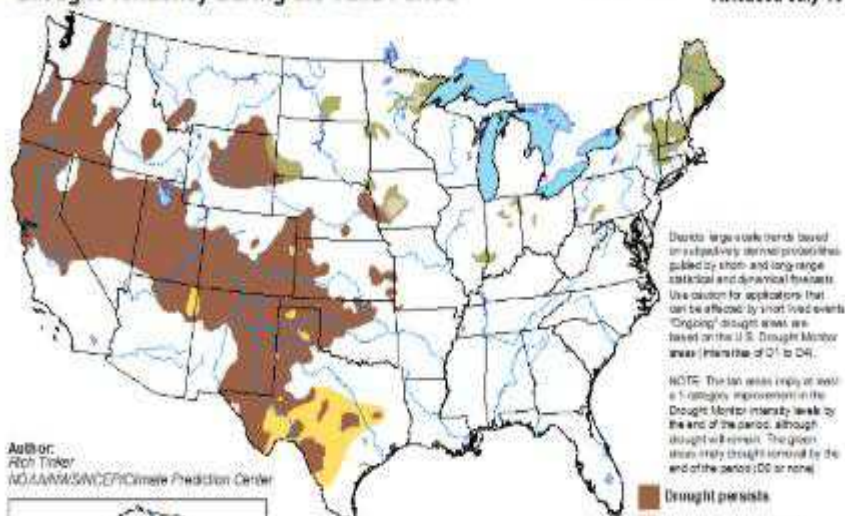 Released July
Depicts large-scale trends based
on subjectively derived probabilities
guided by short- and long-range
statistical and dynamical forecasts.
Use caution for applications that
can be affected by short lived events
"Ongoing" drought areas are
based on the U.S. Drought Monitor
areas (intensities of D1 to D4).
NOTE: The tan areas imply at least
a 1-category improvement in the
Drought Monitor intensity levels by
the end of the period, although
drought will remain. The green
areas imply drought removal by the
end of the period (D0 or none)
Author:
Rich Tinker
NOAA/NWS/NCEP/Climate Prediction Center
Drought persists